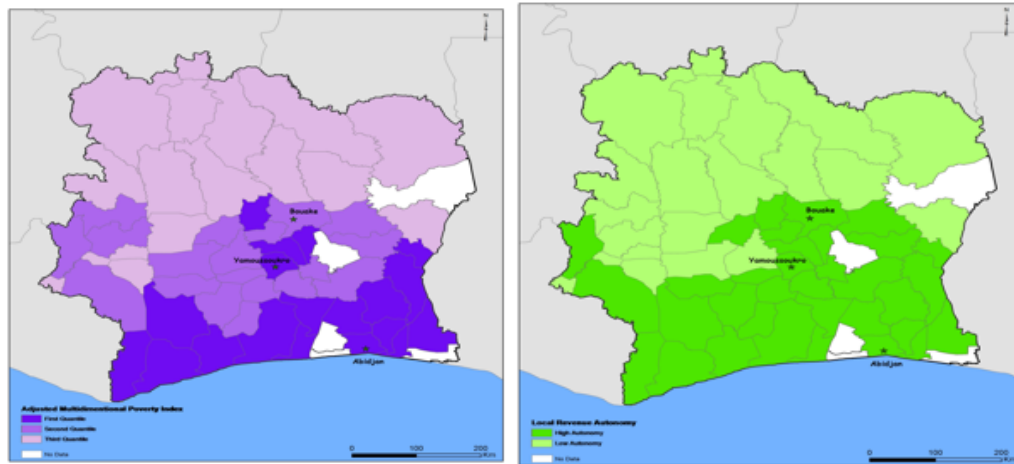 Bouake
Yamoussoukro
Abidjan
Adjusted Multidimentional Poverty Index
First Quantile
Second Quantile
Third Quantile
No Data
0 100 200
Km
Bouake
Yamoussoukro
Abidjan
Local Revenue Autonomy
High Autonomy
Low Autonomy
No Data
0 100 200
Km